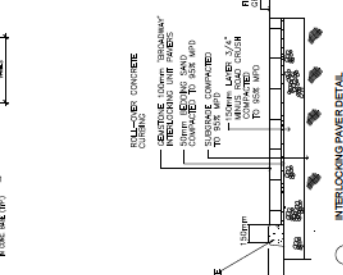 ROLL-OVER CONCRETE
CURBING
GEMSTONE 100mm "BROADWAY"
INTERLOCKING UNIT PAVERS
50mm BEDDING SAND
COMPACTED TO 95% MPD
SUBGRADE COMPACTED
TO 95% MPD
150mm LAYER 3/4"
MINUS ROAD CRUSH
COMPACTED
TO 95% MPD
150mm
INTERLOCKING PAVER DETAIL